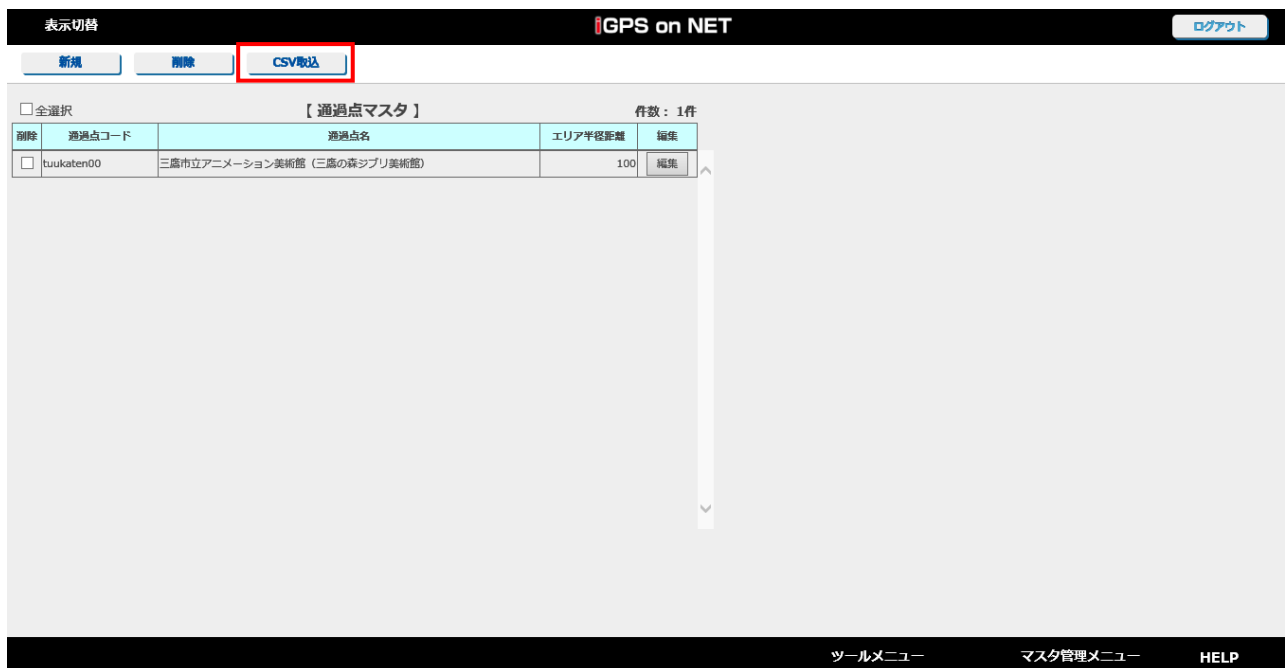 表示切替 iGPS on NET ログアウト
新規 削除 CSV取込
全選択 【 通過点マスタ 】 件数： 1件
削除 通過点コード 通過点名 エリア半径距離 編集
tuukaten00 三鷹市立アニメーション美術館（三鷹の森ジブリ美術館） 100 編集
ツールメニュー マスタ管理メニュー HELP